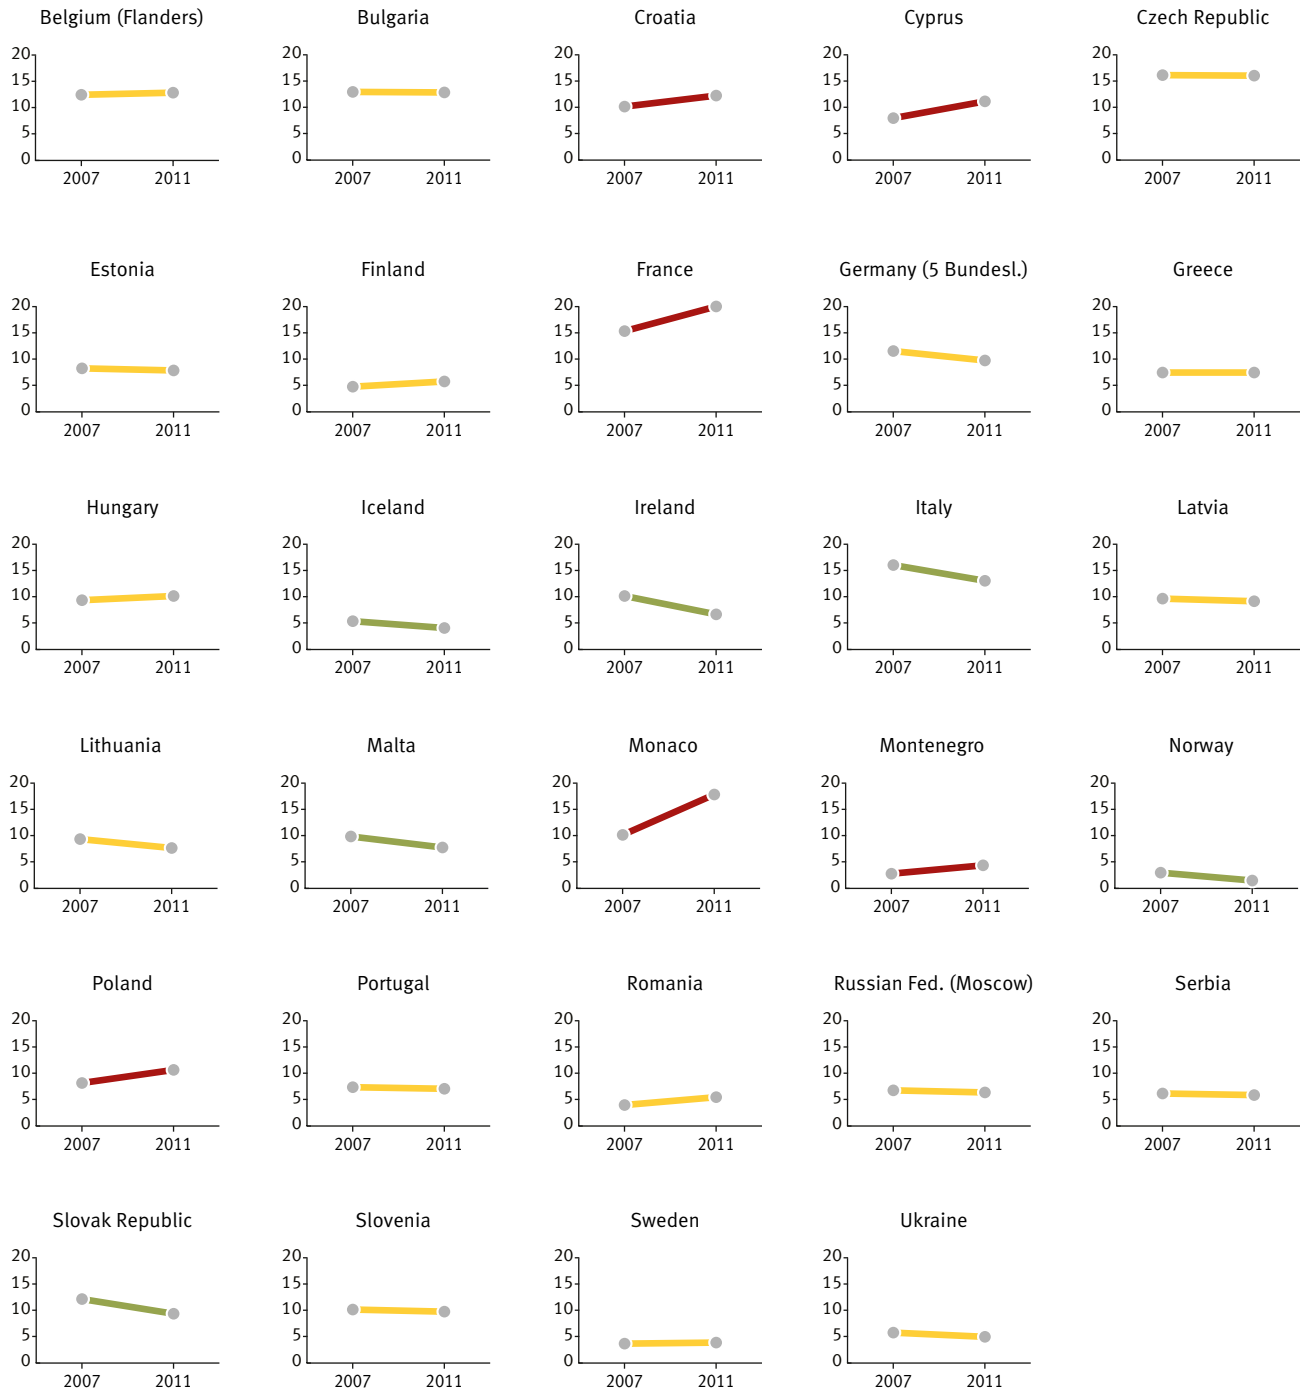 Belgium (Flanders) Bulgaria Croatia Cyprus Czech Republic
20 20 20 20 20
15 15 15 15 15
10 10 10 10 10
5 5 5 5 5
0 0 0 0 0
2007 2011 2007 2011 2007 2011 2007 2011 2007 2011
Estonia Finland France Germany (5 Bundesl.) Greece
20 20 20 20 20
15 15 15 15 15
10 10 10 10 10
5 5 5 5 5
0 0 0 0 0
2007 2011 2007 2011 2007 2011 2007 2011 2007 2011
Hungary Iceland Ireland Italy Latvia
20 20 20 20 20
15 15 15 15 15
10 10 10 10 10
5 5 5 5 5
0 0 0 0 0
2007 2011 2007 2011 2007 2011 2007 2011 2007 2011
Lithuania Malta Monaco Montenegro Norway
20 20 20 20 20
15 15 15 15 15
10 10 10 10 10
5 5 5 5 5
0 0 0 0 0
2007 2011 2007 2011 2007 2011 2007 2011 2007 2011
Poland Portugal Romania Russian Fed. (Moscow) Serbia
20 20 20 20 20
15 15 15 15 15
10 10 10 10 10
5 5 5 5 5
0 0 0 0 0
2007 2011 2007 2011 2007 2011 2007 2011 2007 2011
Slovak Republic Slovenia Sweden Ukraine
20 20 20 20
15 15 15 15
10 10 10 10
5 5 5 5
0 0 0 0
2007 2011 2007 2011 2007 2011 2007 2011